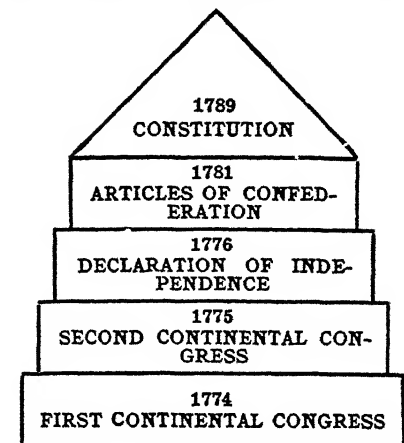 1789
CONSTITUTION
1781
ARTICLES OF CONFED-
ERATION
1776
DECLARATION OF INDE-
PENDENCE
1775
SECOND CONTINENTAL CON-
GRESS
1774
FIRST CONTINENTAL CONGRESS